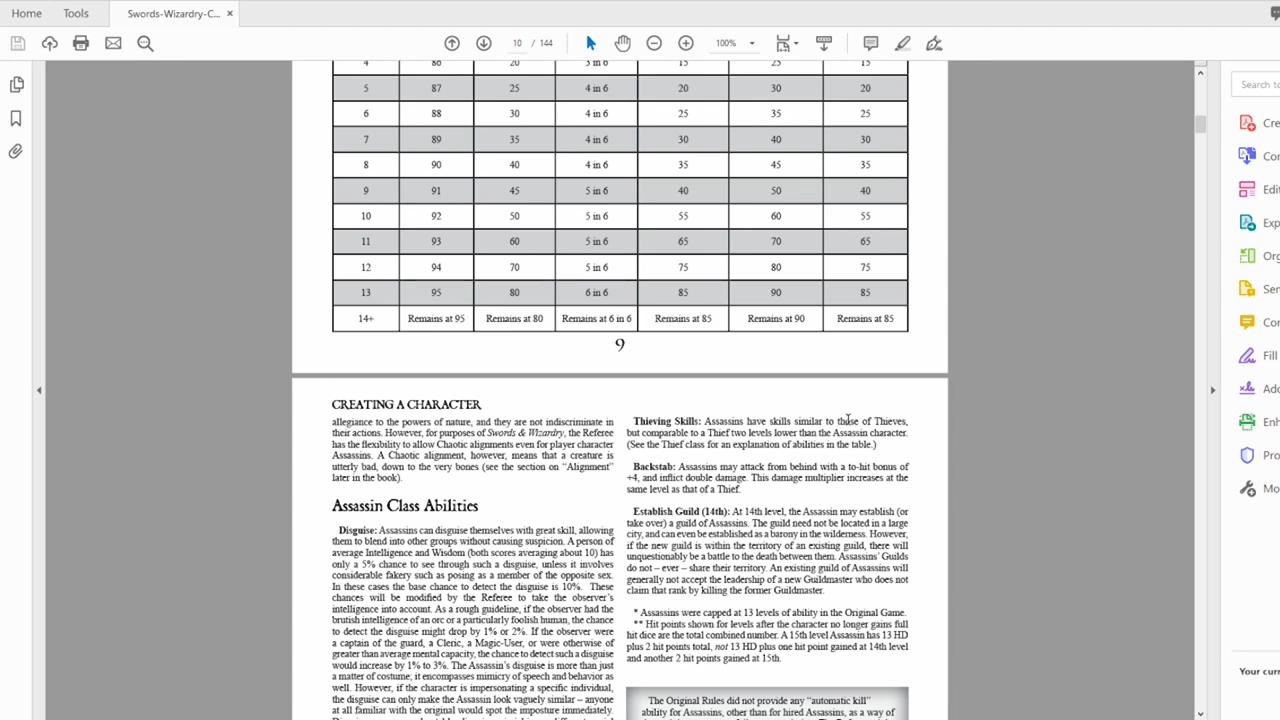 Home Tools Swords-Wizardry-C... ×
10 / 144 100%
Search to
4 86 20 3 in 6 15 25 15
5 87 25 4 in 6 20 30 20
6 88 30 4 in 6 25 35 25
7 89 35 4 in 6 30 40 30
8 90 40 4 in 6 35 45 35
9 91 45 5 in 6 40 50 40
10 92 50 5 in 6 55 60 55
11 93 60 5 in 6 65 70 65
12 94 70 5 in 6 75 80 75
13 95 80 6 in 6 85 90 85
14+ Remains at 95 Remains at 80 Remains at 6 in 6 Remains at 85 Remains at 90 Remains at 85
9
CREATING A CHARACTER
allegiance to the powers of nature, and they are not indiscriminate in
their actions. However, for purposes of Swords & Wizardry, the Referee
has the flexibility to allow Chaotic alignments even for player character
Assassins. A Chaotic alignment, however, means that a creature is
utterly bad, down to the very bones (see the section on “Alignment”
later in the book).
Assassin Class Abilities
Disguise: Assassins can disguise themselves with great skill, allowing
them to blend into other groups without causing suspicion. A person of
average Intelligence and Wisdom (both scores averaging about 10) has
only a 5% chance to see through such a disguise, unless it involves
considerable fakery such as posing as a member of the opposite sex.
In these cases the base chance to detect the disguise is 10%. These
chances will be modified by the Referee to take the observer’s
intelligence into account. As a rough guideline, if the observer had the
brutish intelligence of an orc or a particularly foolish human, the chance
to detect the disguise might drop by 1% or 2%. If the observer were
a captain of the guard, a Cleric, a Magic-User, or were otherwise of
greater than average mental capacity, the chance to detect such a disguise
would increase by 1% to 3%. The Assassin’s disguise is more than just
a matter of costume; it encompasses mimicry of speech and behavior as
well. However, if the character is impersonating a specific individual,
the disguise can only make the Assassin look vaguely similar – anyone
at all familiar with the original would spot the imposture immediately.
Thieving Skills: Assassins have skills similar to those of Thieves,
but comparable to a Thief two levels lower than the Assassin character.
(See the Thief class for an explanation of abilities in the table.)
Backstab: Assassins may attack from behind with a to-hit bonus of
+4, and inflict double damage. This damage multiplier increases at the
same level as that of a Thief.
Establish Guild (14th): At 14th level, the Assassin may establish (or
take over) a guild of Assassins. The guild need not be located in a large
city, and can even be established as a barony in the wilderness. However,
if the new guild is within the territory of an existing guild, there will
unquestionably be a battle to the death between them. Assassins’ Guilds
do not – ever – share their territory. An existing guild of Assassins will
generally not accept the leadership of a new Guildmaster who does not
claim that rank by killing the former Guildmaster.
* Assassins were capped at 13 levels of ability in the Original Game.
** Hit points shown for levels after the character no longer gains full
hit dice are the total combined number. A 15th level Assassin has 13 HD
plus 2 hit points total, not 13 HD plus one hit point gained at 14th level
and another 2 hit points gained at 15th.
The Original Rules did not provide any “automatic kill”
ability for Assassins, other than for hired Assassins, as a way of
Cre
Con
Edi
Exp
Org
Sen
Con
Fill
Add
Enh
Pro
Mo
Your curr